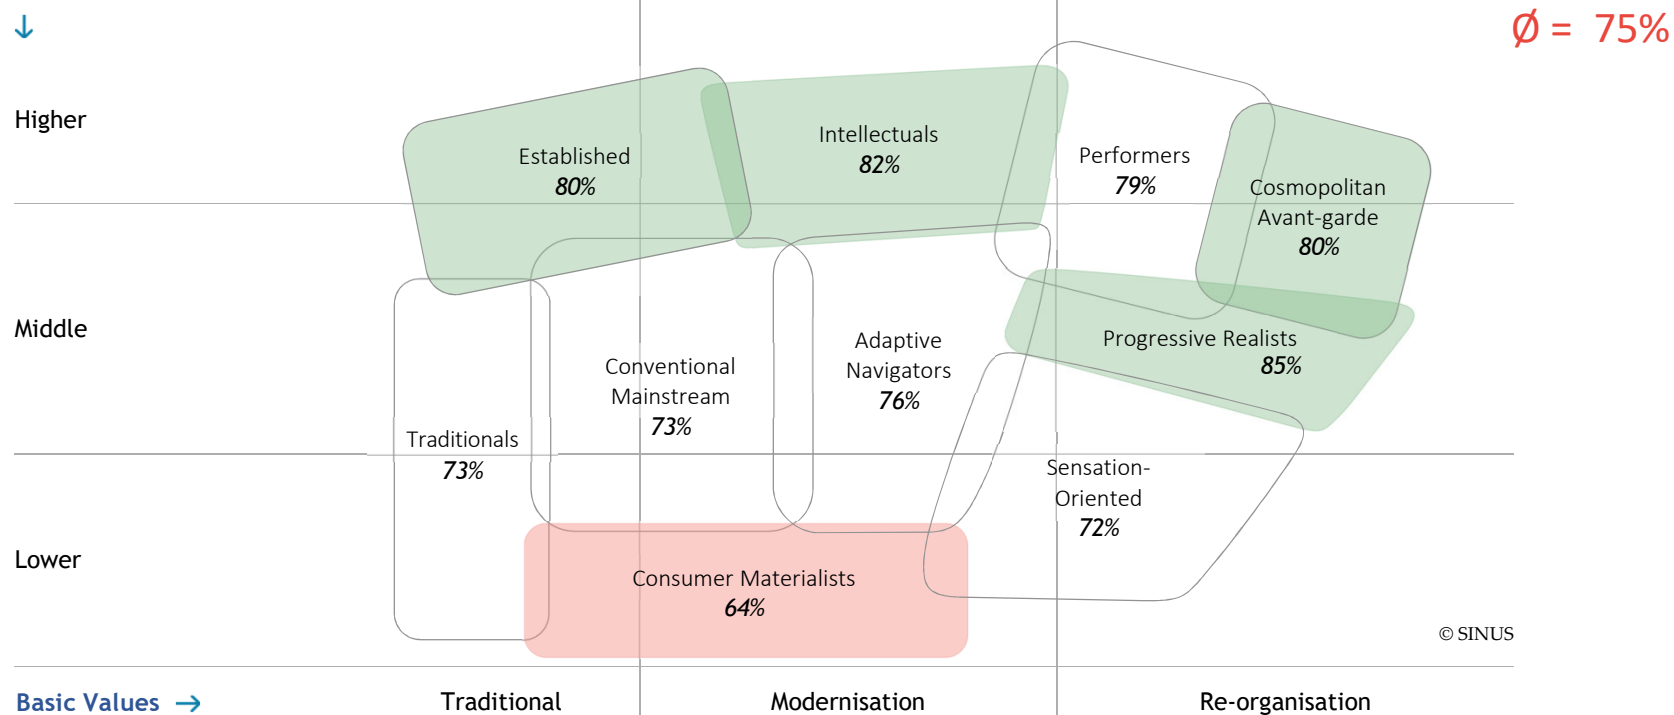 ↓
Ø = 75%
Higher
Established
80%
Intellectuals
82%
Performers
79%
Cosmopolitan
Avant-garde
80%
Middle
Progressive Realists
85%
Adaptive
Navigators
76%
Conventional
Mainstream
73%
Traditionals
73%
Sensation-
Oriented
72%
Lower
Consumer Materialists
64%
© SINUS
Basic Values →
Traditional
Modernisation
Re-organisation